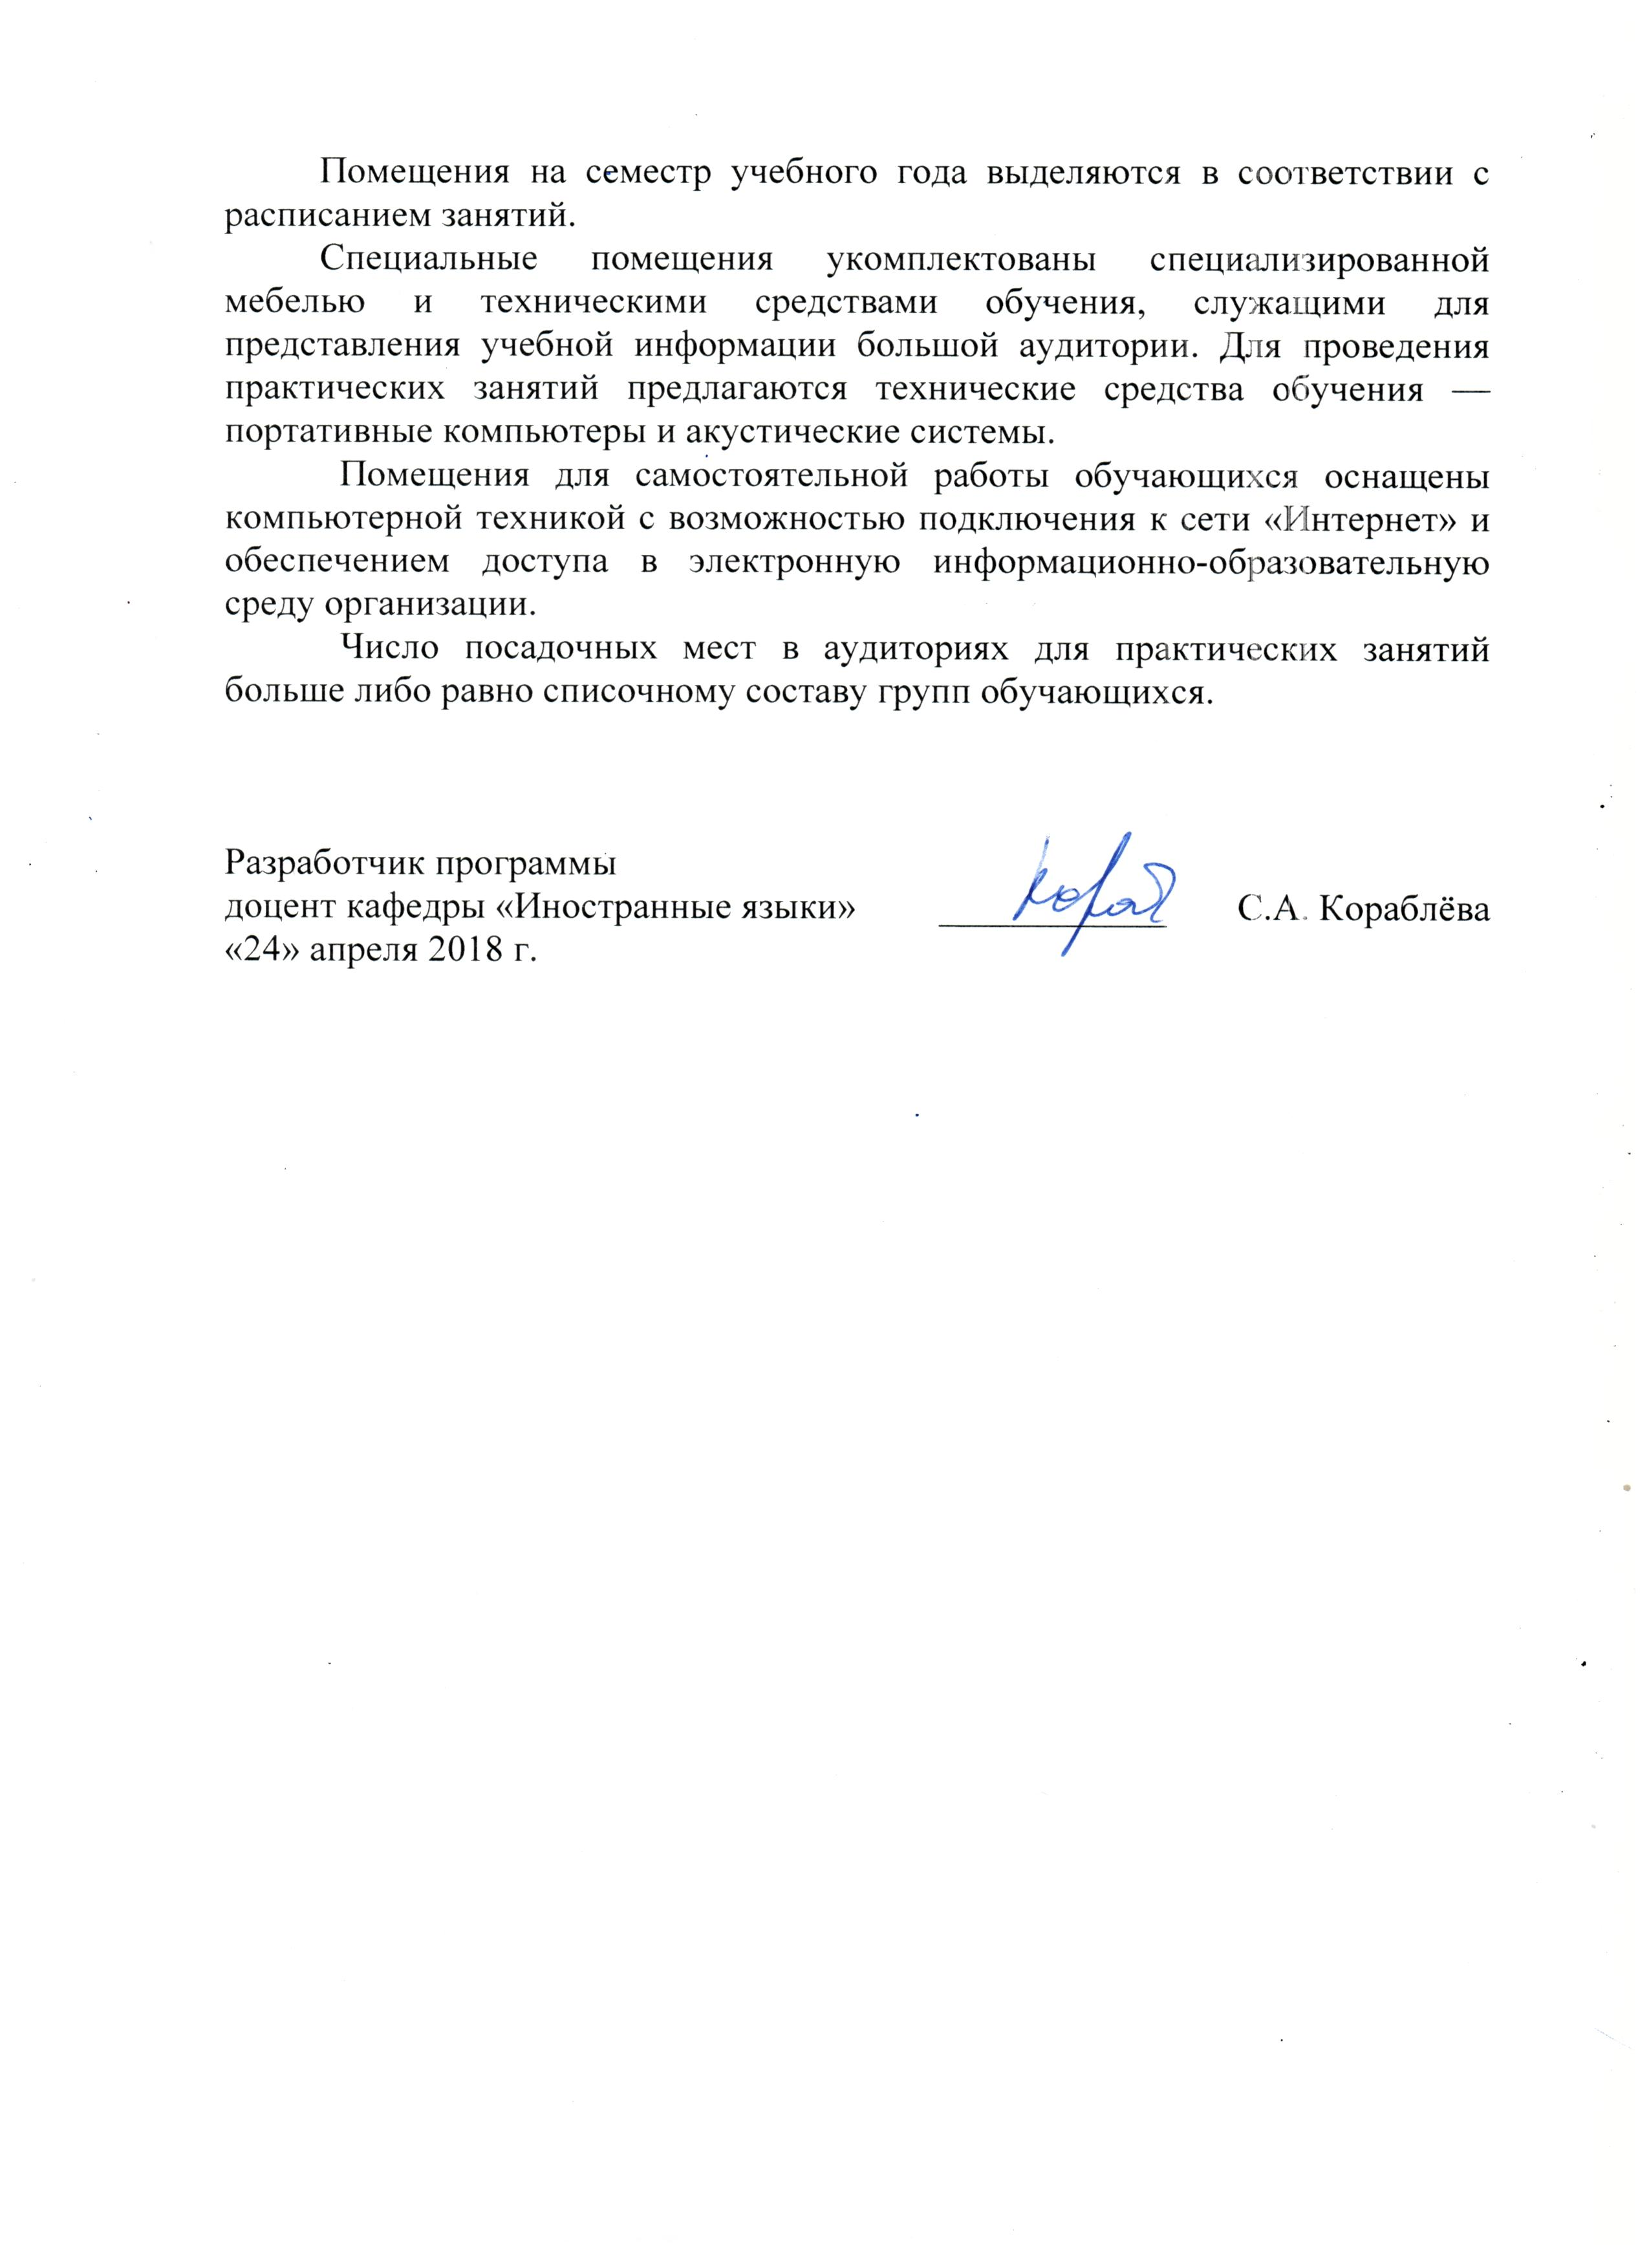 Помещения на семестр учебного года выделяются в соответствии с
расписанием занятий.
Специальные помещения укомплектованы специализированной
мебелью и техническими средствами обучения, служащими для
представления учебной информации большой аудитории. Для проведения
практических занятий предлагаются технические средства обучения —
портативные компьютеры и акустические системы.
Помещения для самостоятельной работы обучающихся оснащены
компьютерной техникой с возможностью подключения к сети «Интернет» и
обеспечением доступа в электронную информационно-образовательную
среду организации.
Число посадочных мест в аудиториях для практических занятий
больше либо равно списочному составу групп обучающихся.
Разработчик программы
доцент кафедры «Иностранные языки» С.А. Кораблёва
«24» апреля 2018 г.